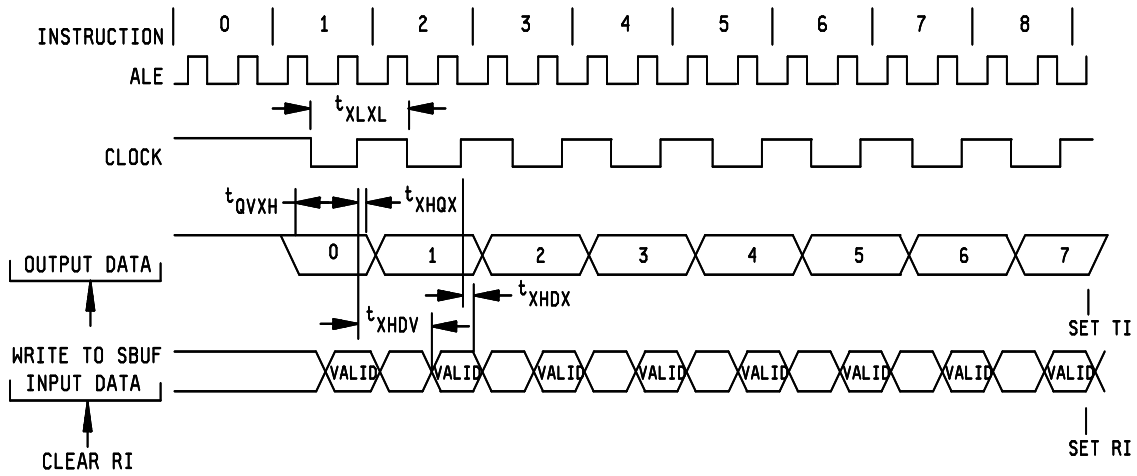 INSTRUCTION 0 1 2 3 4 5 6 7 8
ALE
tXLXL
CLOCK
tQVXH tXHQX
OUTPUT DATA 0 1 2 3 4 5 6 7
tXHDX
tXHDV
SET TI
WRITE TO SBUF
INPUT DATA VALID VALID VALID VALID VALID VALID VALID VALID
CLEAR RI
SET RI